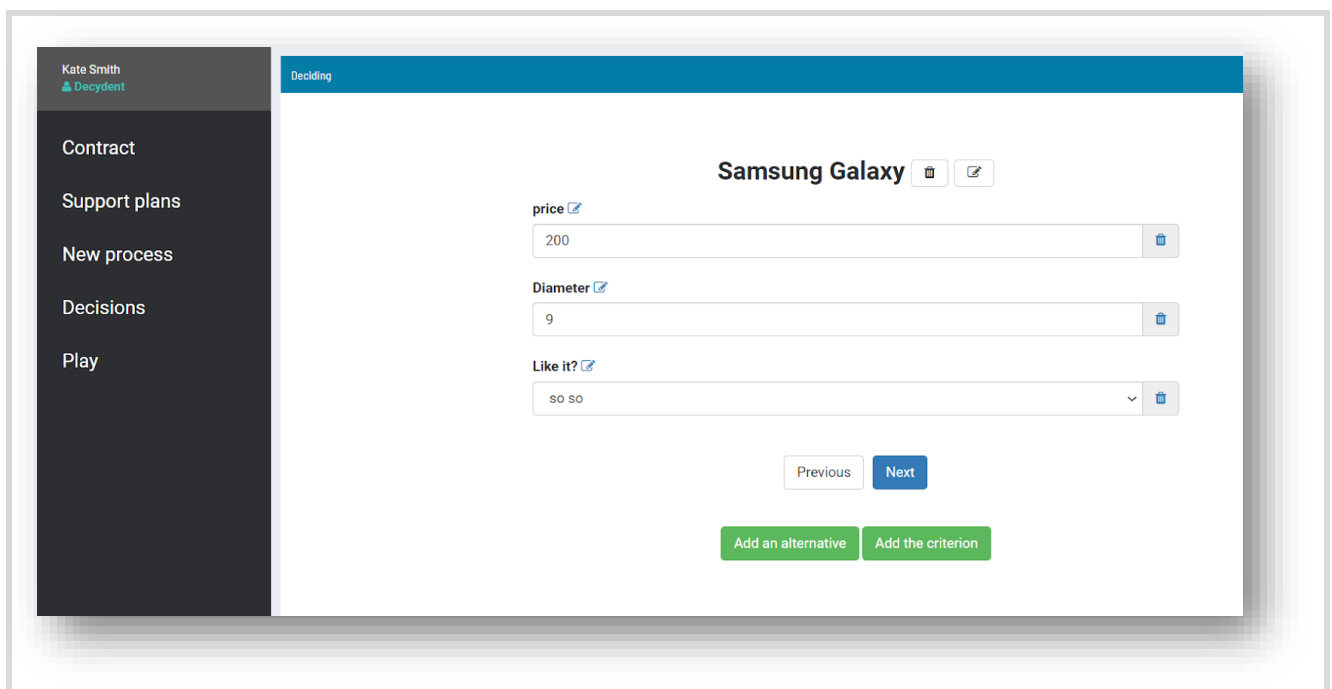 Kate Smith
Decydent
Deciding
Contract
Support plans
New process
Decisions
Play
Samsung Galaxy
price
200
Diameter
9
Like it?
so so
Previous Next
Add an alternative Add the criterion